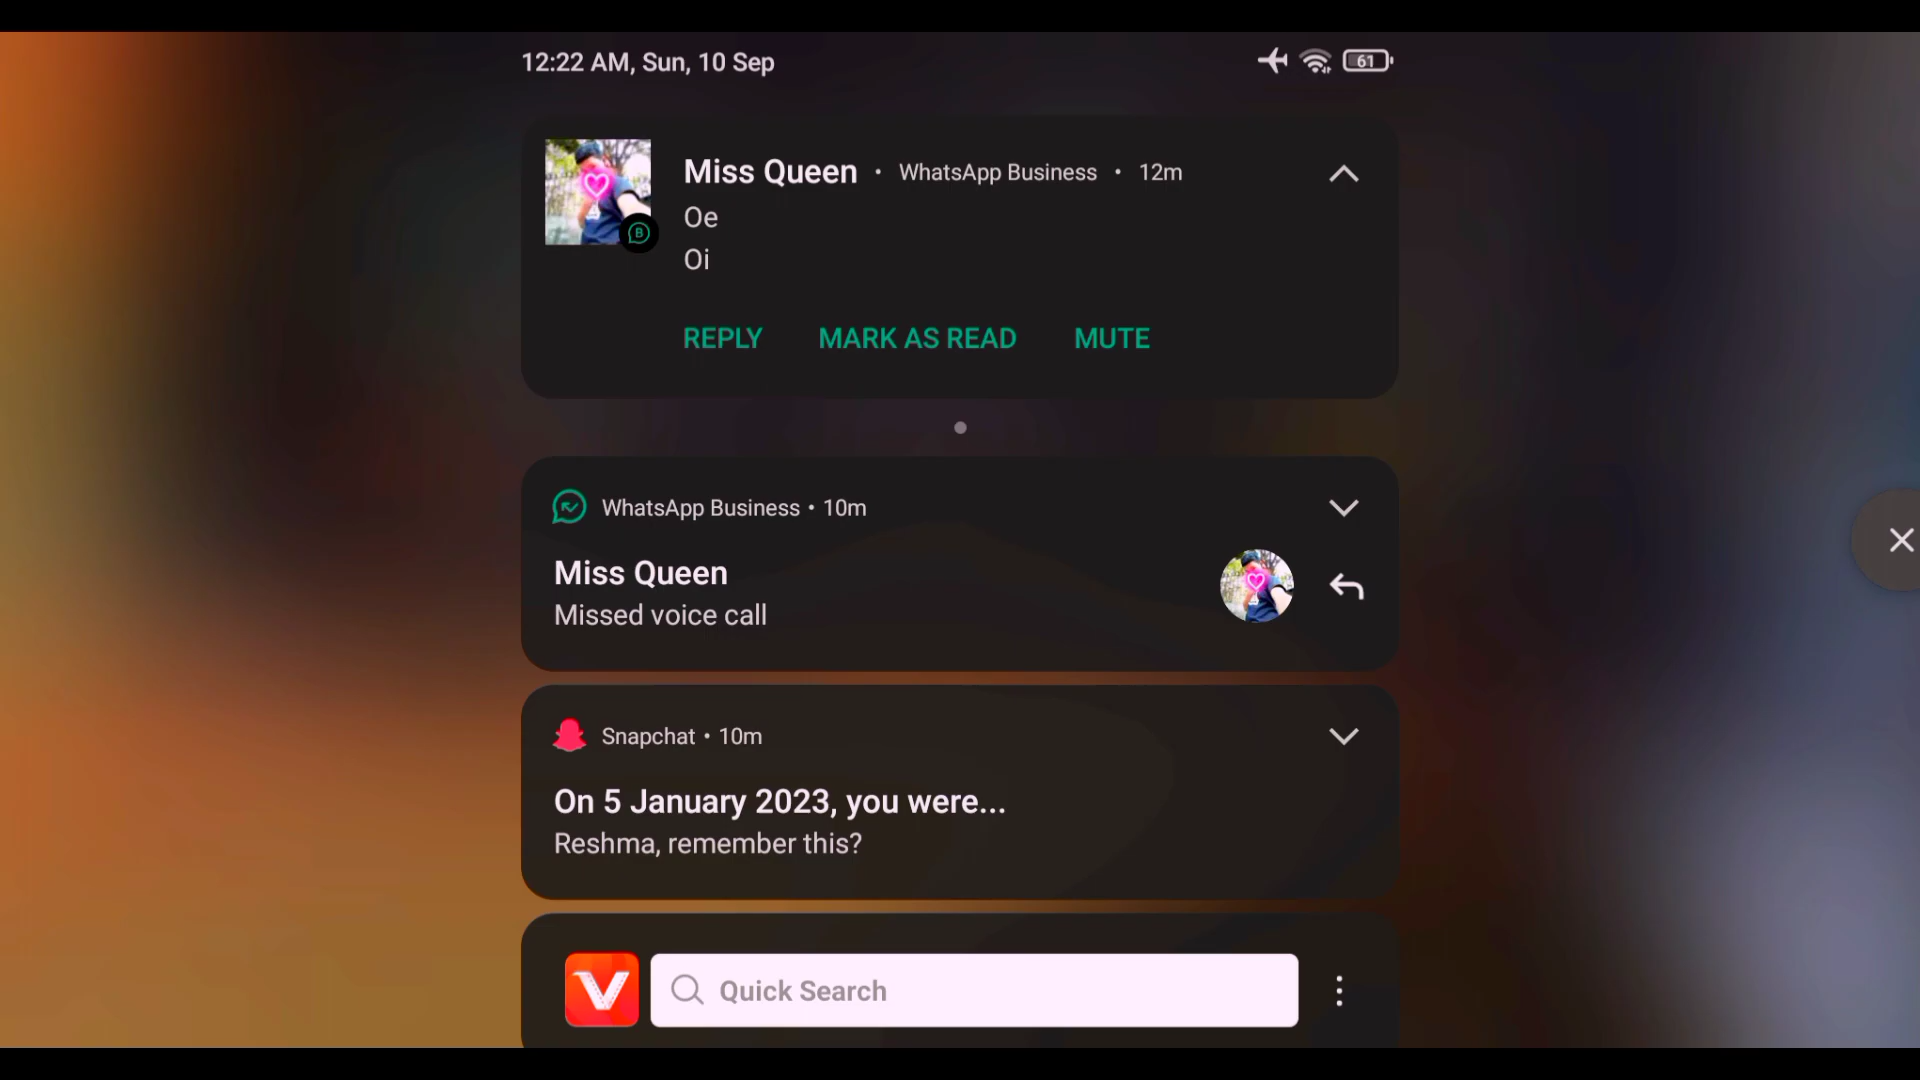 12:22 AM, Sun, 10 Sep
61
Miss Queen • WhatsApp Business • 12m
Oe
Oi
REPLY MARK AS READ MUTE
WhatsApp Business • 10m
Miss Queen
Missed voice call
Snapchat • 10m
On 5 January 2023, you were...
Reshma, remember this?
Quick Search